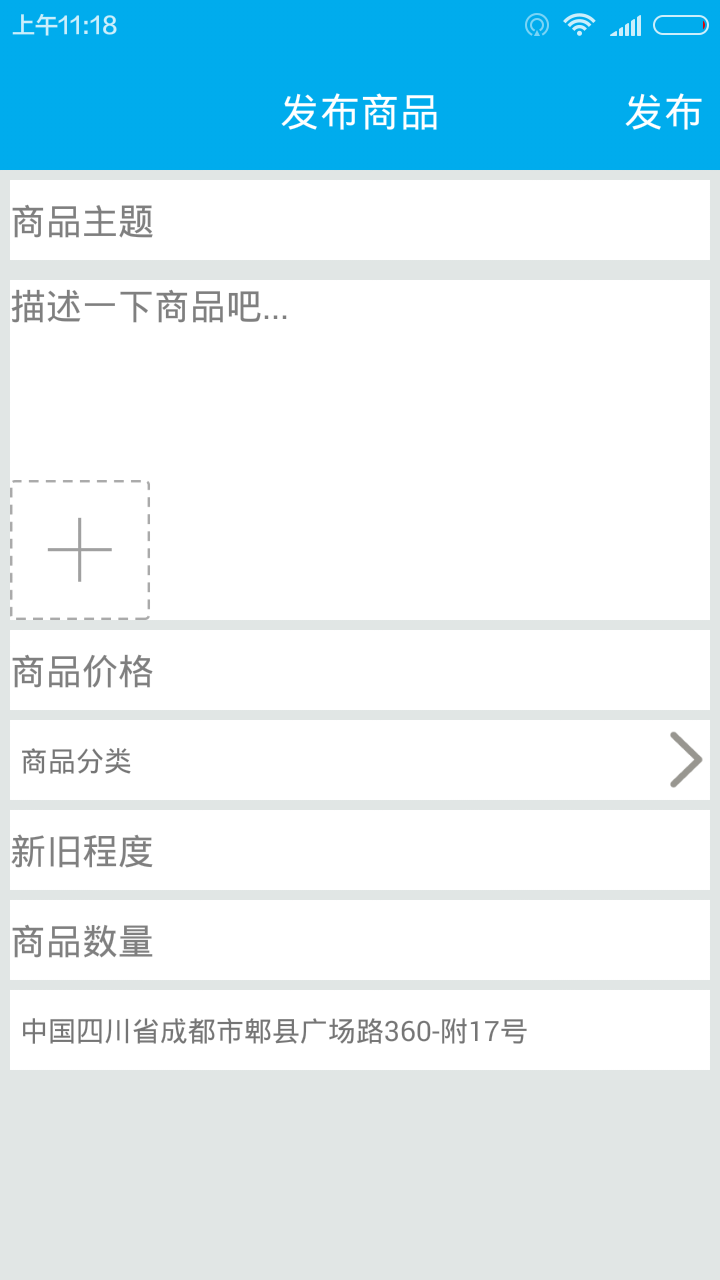 上午11:18
发布商品 发布
商品主题
描述一下商品吧...
商品价格
商品分类
新旧程度
商品数量
中国四川省成都市郫县广场路360-附17号